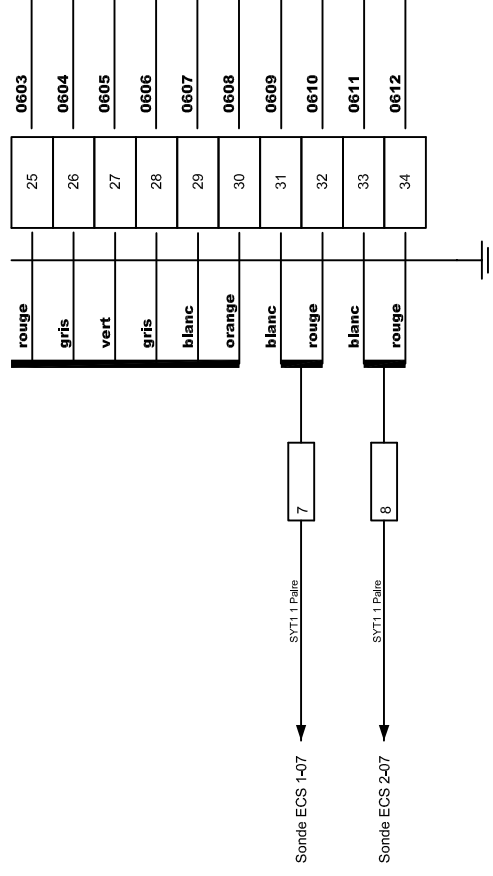 0603
0604
0605
0606
0607
0608
0609
0610
0611
0612
25
26
27
28
29
30
31
32
33
34
rouge
gris
vert
gris
blanc
orange
blanc
rouge
blanc
rouge
7
8
SYT1 1 Paire
SYT1 1 Paire
Sonde ECS 1-07
Sonde ECS 2-07